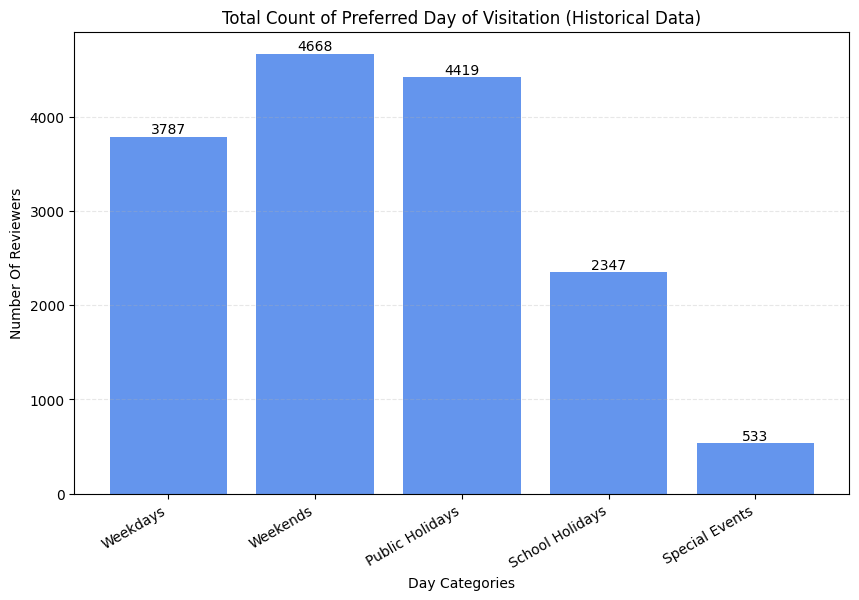 Total Count of Preferred Day of Visitation (Historical Data)
Number Of Reviewers
4000
3000
2000
1000
0
3787
4668
4419
2347
533
Weekdays
Weekends
Public Holidays
School Holidays
Special Events
Day Categories